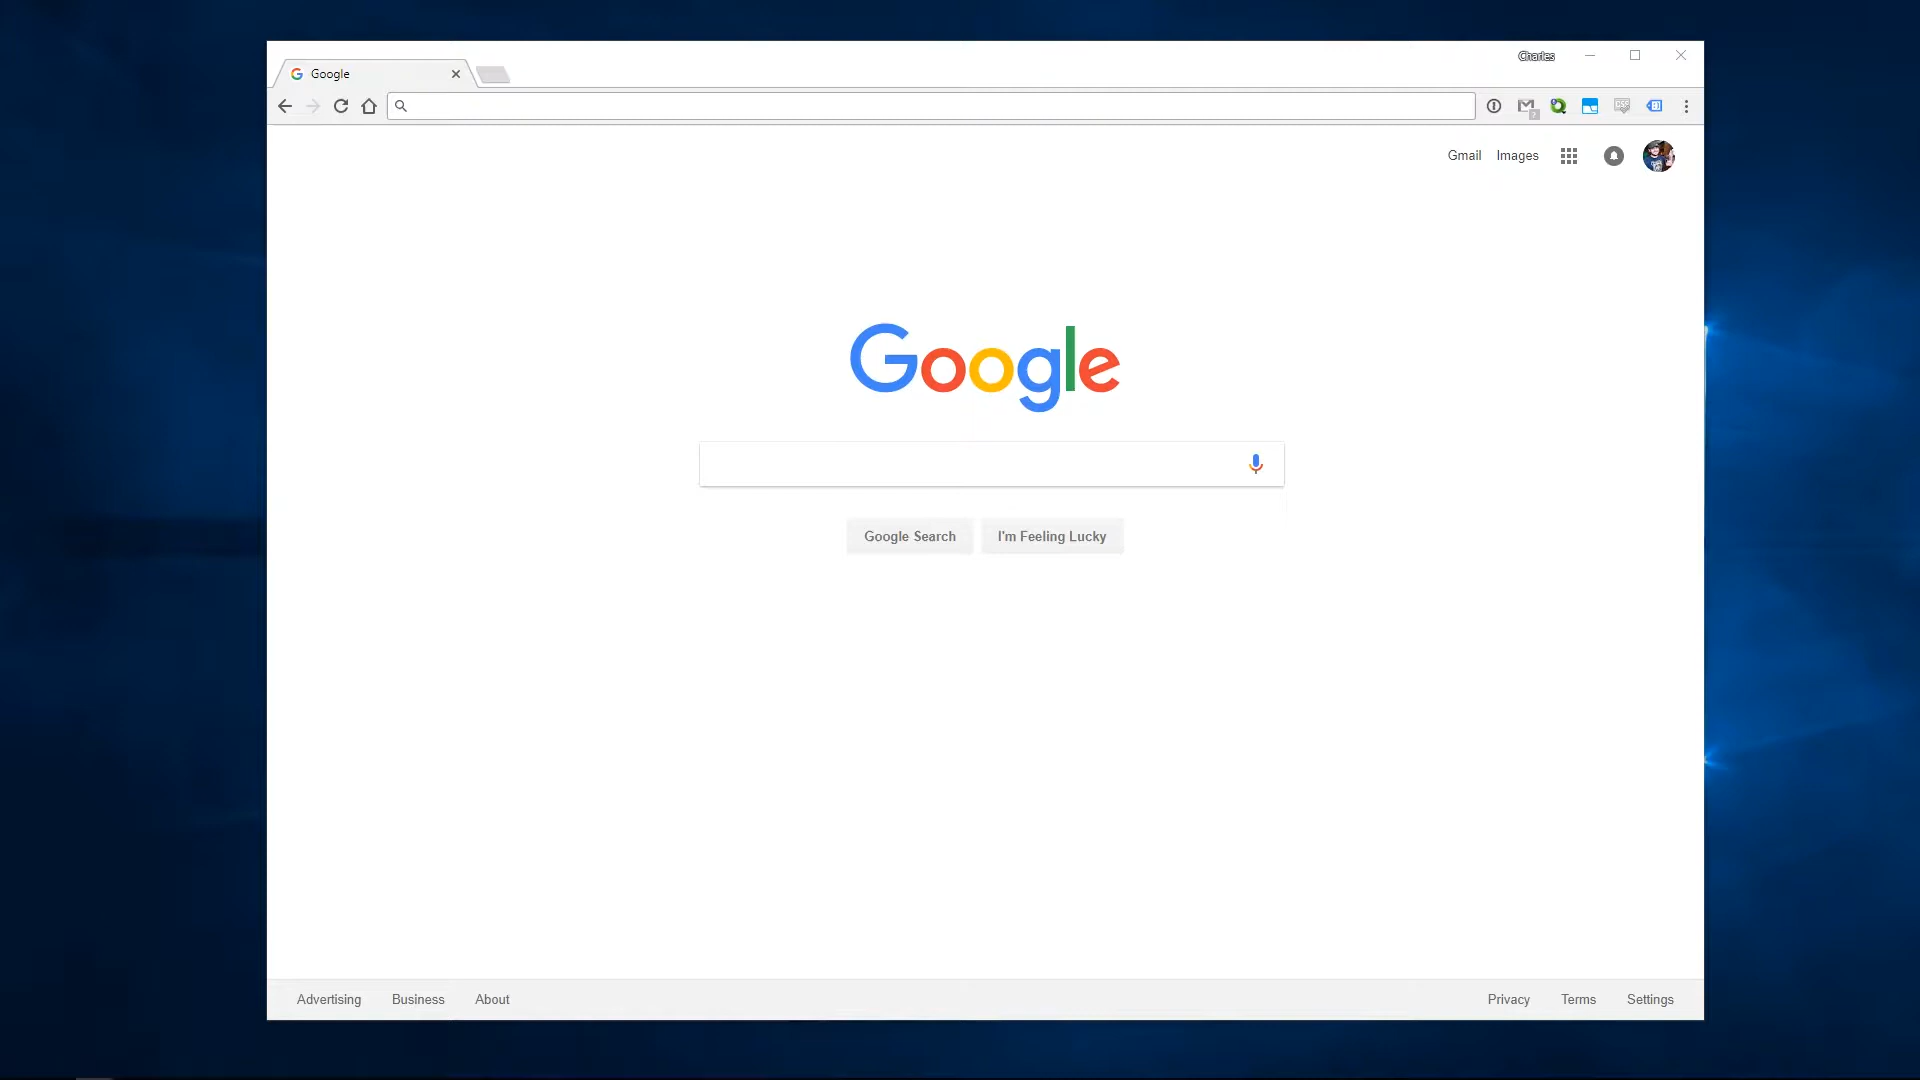 Charles
Google
Gmail Images
Google
Google Search I'm Feeling Lucky
Advertising Business About Privacy Terms Settings